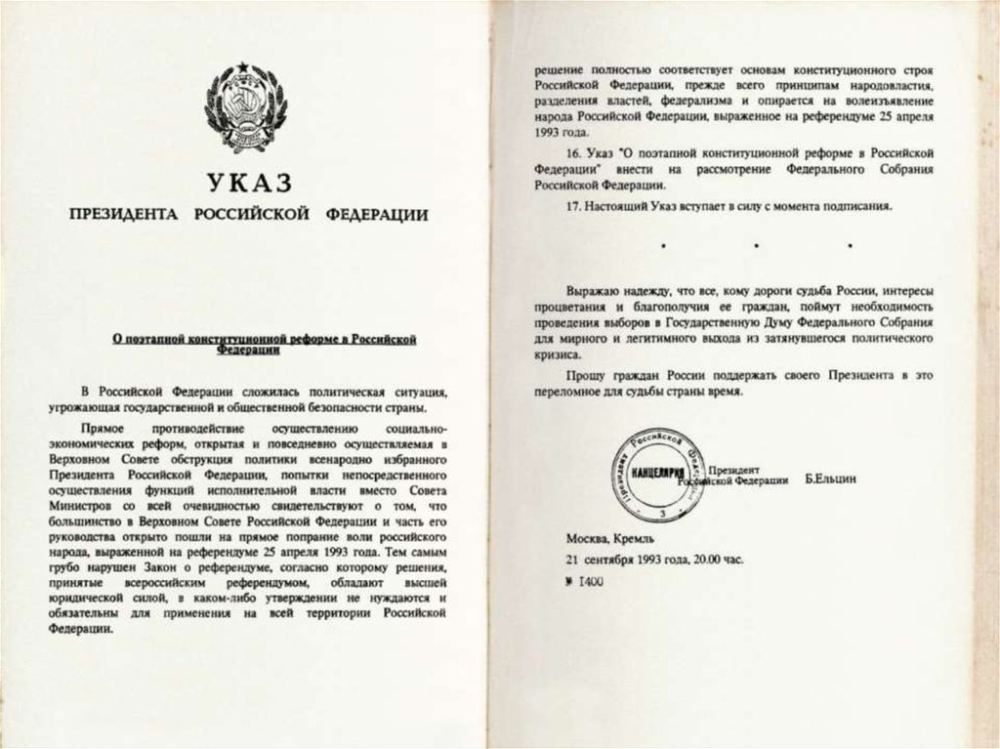 УКАЗ
ПРЕЗИДЕНТА РОССИЙСКОЙ ФЕДЕРАЦИИ
О поэтапной конституционной реформе в Российской
Федерации
В Российской Федерации сложилась политическая ситуация,
угрожающая государственной и общественной безопасности страны.
Прямое противодействие осуществлению социально-
экономических реформ, открытая и повседневно осуществляемая в
Верховном Совете обструкция политики всенародно избранного
Президента Российской Федерации, попытки непосредственного
осуществления функций исполнительной власти вместо Совета
Министров со всей очевидностью свидетельствуют о том, что
большинство в Верховном Совете Российской Федерации и часть его
руководства открыто пошли на прямое попрание воли российского
народа, выраженной на референдуме 25 апреля 1993 года. Тем самым
грубо нарушен Закон о референдуме, согласно которому решения,
принятые всероссийским референдумом, обладают высшей
юридической силой, в каком-либо утверждении не нуждаются и
обязательны для применения на всей территории Российской
Федерации.
решение полностью соответствует основам конституционного строя
Российской Федерации, прежде всего принципам народовластия,
разделения властей, федерализма и опирается на волеизъявление
народа Российской Федерации, выраженное на референдуме 25 апреля
1993 года.
16. Указ "О поэтапной конституционной реформе в Российской
Федерации" внести на рассмотрение Федерального Собрания
Российской Федерации.
17. Настоящий Указ вступает в силу с момента подписания.
Выражаю надежду, что все, кому дороги судьба России, интересы
процветания и благополучия ее граждан, поймут необходимость
проведения выборов в Государственную Думу Федерального Собрания
для мирного и легитимного выхода из затянувшегося политического
кризиса.
Прошу граждан России поддержать своего Президента в это
переломное для судьбы страны время.
КАНЦЕЛЯРИЯ
3
Президент
Российской Федерации Б.Ельцин
Москва, Кремль
21 сентября 1993 года, 20.00 час.
№ 1400